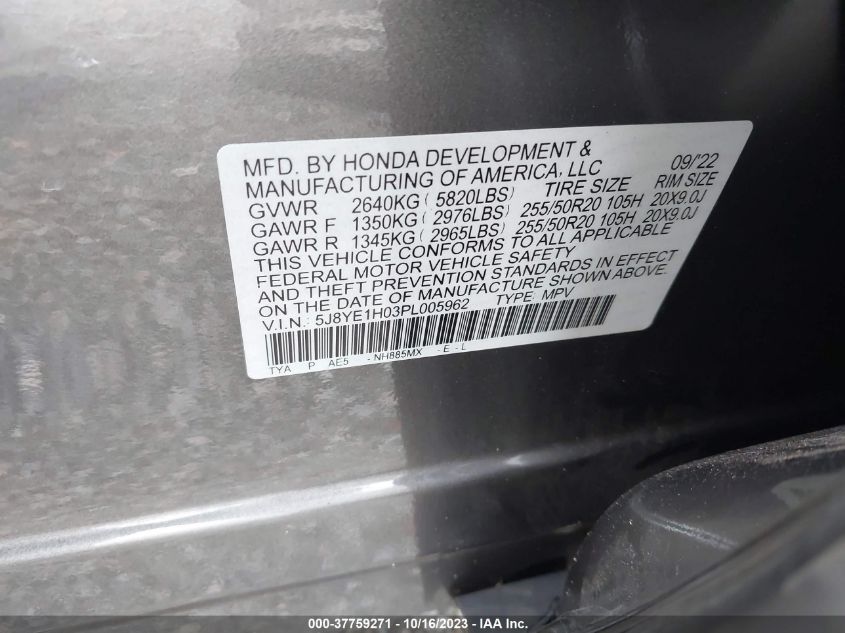 MFD. BY HONDA DEVELOPMENT & 09/'22
MANUFACTURING OF AMERICA, LLC
GVWR 2640KG (5820LBS) TIRE SIZE RIM SIZE
GAWR F 1350KG (2976LBS) 255/50R20 105H 20X9.0J
GAWR R 1345KG (2965LBS) 255/50R20 105H 20X9.0J
THIS VEHICLE CONFORMS TO ALL APPLICABLE
FEDERAL MOTOR VEHICLE SAFETY
AND THEFT PREVENTION STANDARDS IN EFFECT
ON THE DATE OF MANUFACTURE SHOWN ABOVE.
V.I.N.: 5J8YE1H03PL005962 TYPE: MPV
TYA P AE5 - NH885MX - E - L
000-37759271 - 10/16/2023 - IAA Inc.